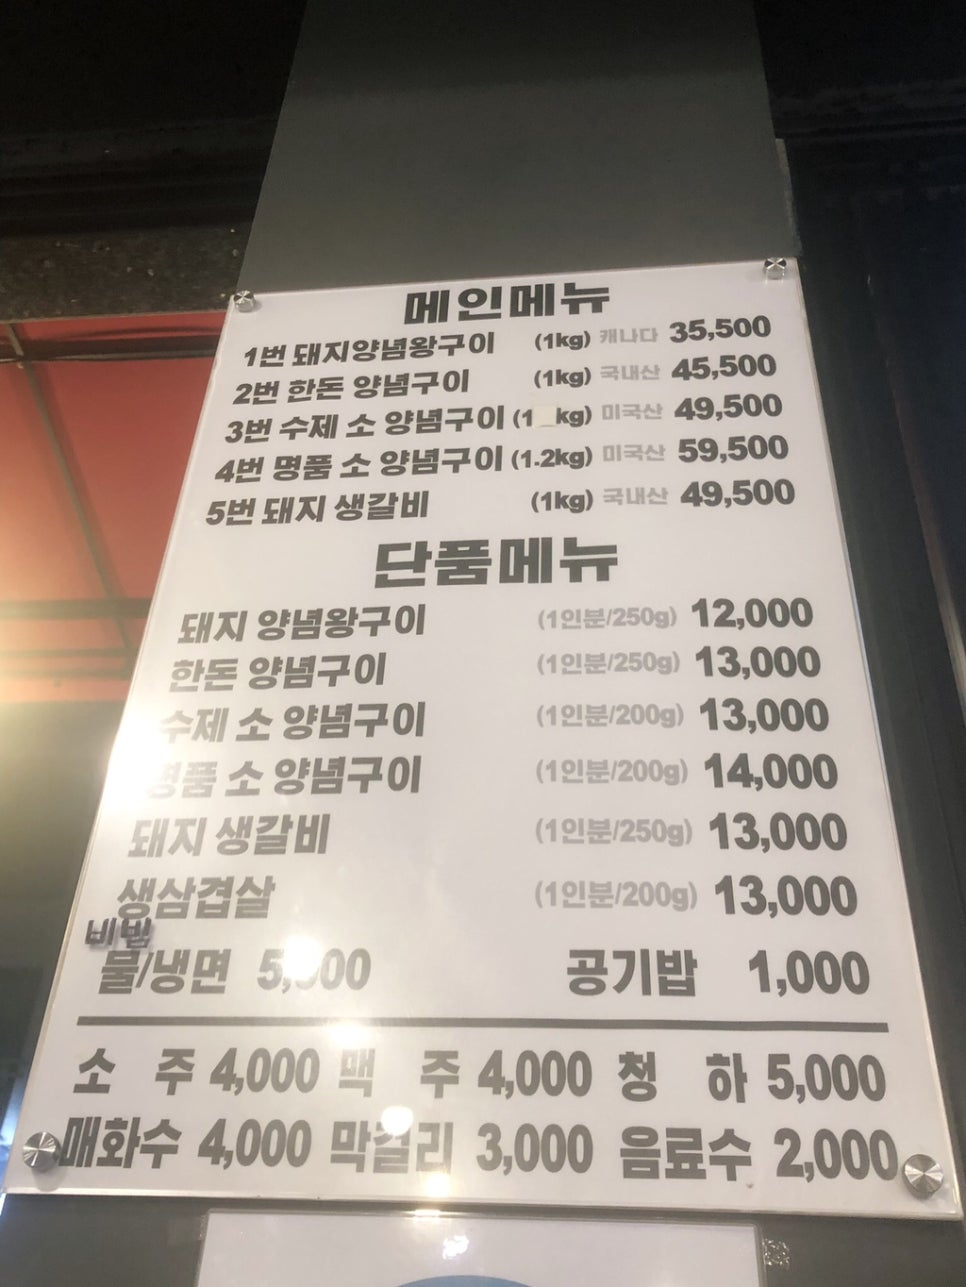 메인메뉴
1번 돼지양념왕구이 (1kg) 캐나다 35,500
2번 한돈 양념구이 (1kg) 국내산 45,500
3번 수제 소 양념구이 (1 kg) 미국산 49,500
4번 명품 소 양념구이 (1.2kg) 미국산 59,500
5번 돼지 생갈비 (1kg) 국내산 49,500
단품메뉴
돼지 양념왕구이 (1인분/250g) 12,000
한돈 양념구이 (1인분/250g) 13,000
수제 소 양념구이 (1인분/200g) 13,000
명품 소 양념구이 (1인분/200g) 14,000
돼지 생갈비 (1인분/250g) 13,000
생삼겹살 (1인분/200g) 13,000
비빔
물/냉면 5,000 공기밥 1,000
소 주 4,000 맥 주 4,000 청 하 5,000
매화수 4,000 막걸리 3,000 음료수 2,000